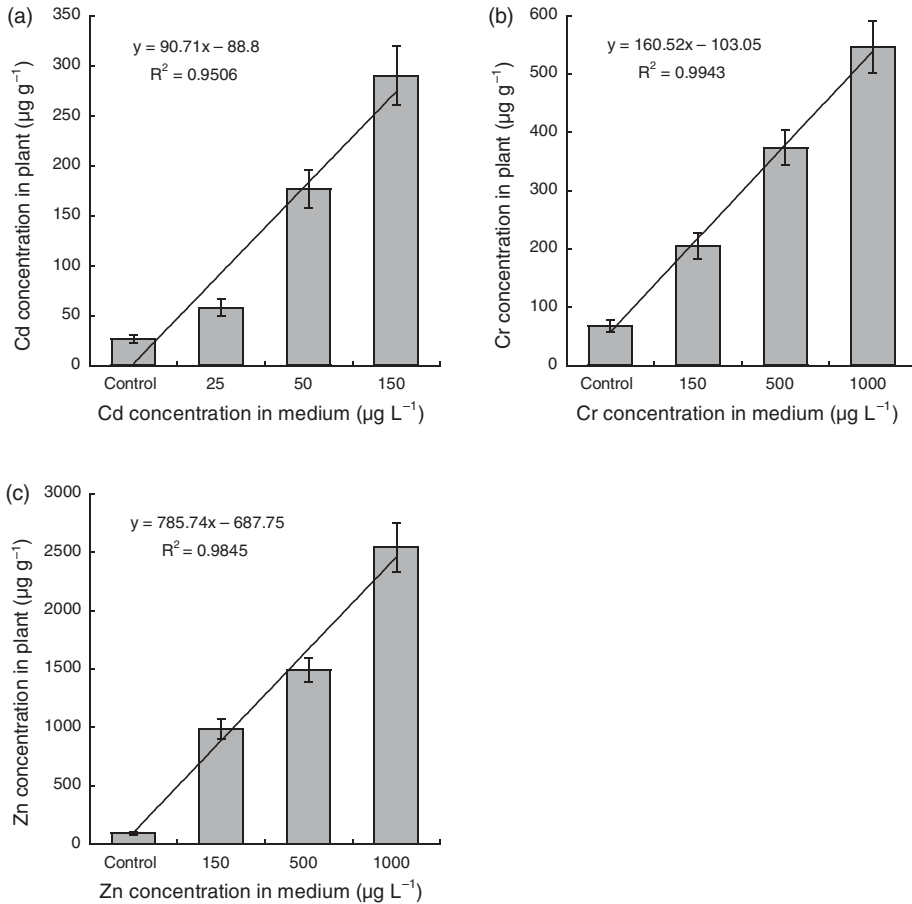 (a)
350
300
250
200
150
100
50
0
y = 90.71x – 88.8
R² = 0.9506
Cd concentration in plant (µg g⁻¹)
Control 25 50 150
Cd concentration in medium (µg L⁻¹)
(b)
600
500
400
300
200
100
0
y = 160.52x – 103.05
R² = 0.9943
Cr concentration in plant (µg g⁻¹)
Control 150 500 1000
Cr concentration in medium (µg L⁻¹)
(c)
3000
2500
2000
1500
1000
500
0
y = 785.74x – 687.75
R² = 0.9845
Zn concentration in plant (µg g⁻¹)
Control 150 500 1000
Zn concentration in medium (µg L⁻¹)